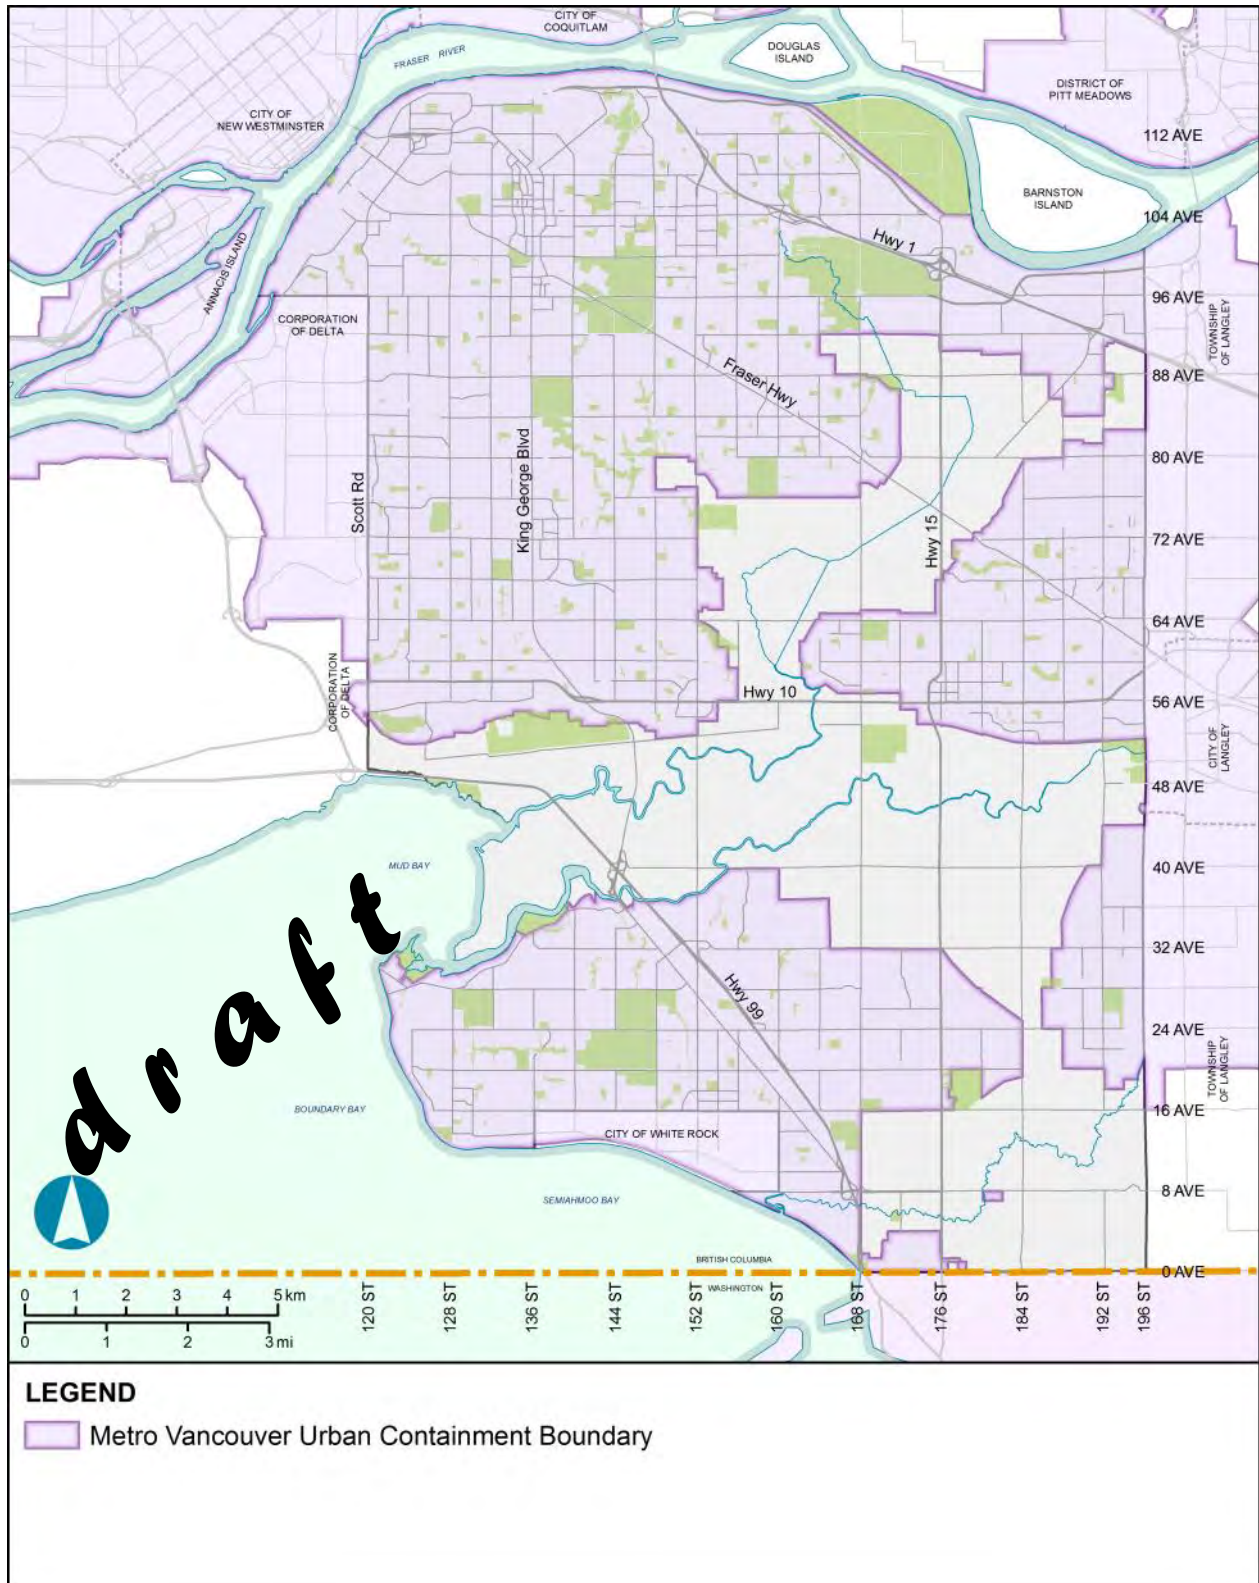 CITY OF
COQUITLAM
FRASER RIVER
DOUGLAS
ISLAND
DISTRICT OF
PITT MEADOWS
CITY OF
NEW WESTMINSTER
112 AVE
BARNSTON
ISLAND
104 AVE
Hwy 1
ANNACIS ISLAND
96 AVE
CORPORATION
OF DELTA
TOWNSHIP
OF LANGLEY
88 AVE
Fraser Hwy
80 AVE
Scott Rd
King George Blvd
Hwy 15
72 AVE
64 AVE
CORPORATION
OF DELTA
Hwy 10
56 AVE
CITY OF
LANGLEY
48 AVE
MUD BAY
40 AVE
draft
32 AVE
Hwy 99
24 AVE
TOWNSHIP
OF LANGLEY
BOUNDARY BAY
16 AVE
CITY OF WHITE ROCK
SEMIAHMOO BAY
8 AVE
BRITISH COLUMBIA
0 AVE
WASHINGTON
0 1 2 3 4 5 km
0 1 2 3 mi
120 ST
128 ST
136 ST
144 ST
152 ST
160 ST
168 ST
176 ST
184 ST
192 ST
196 ST
LEGEND
Metro Vancouver Urban Containment Boundary